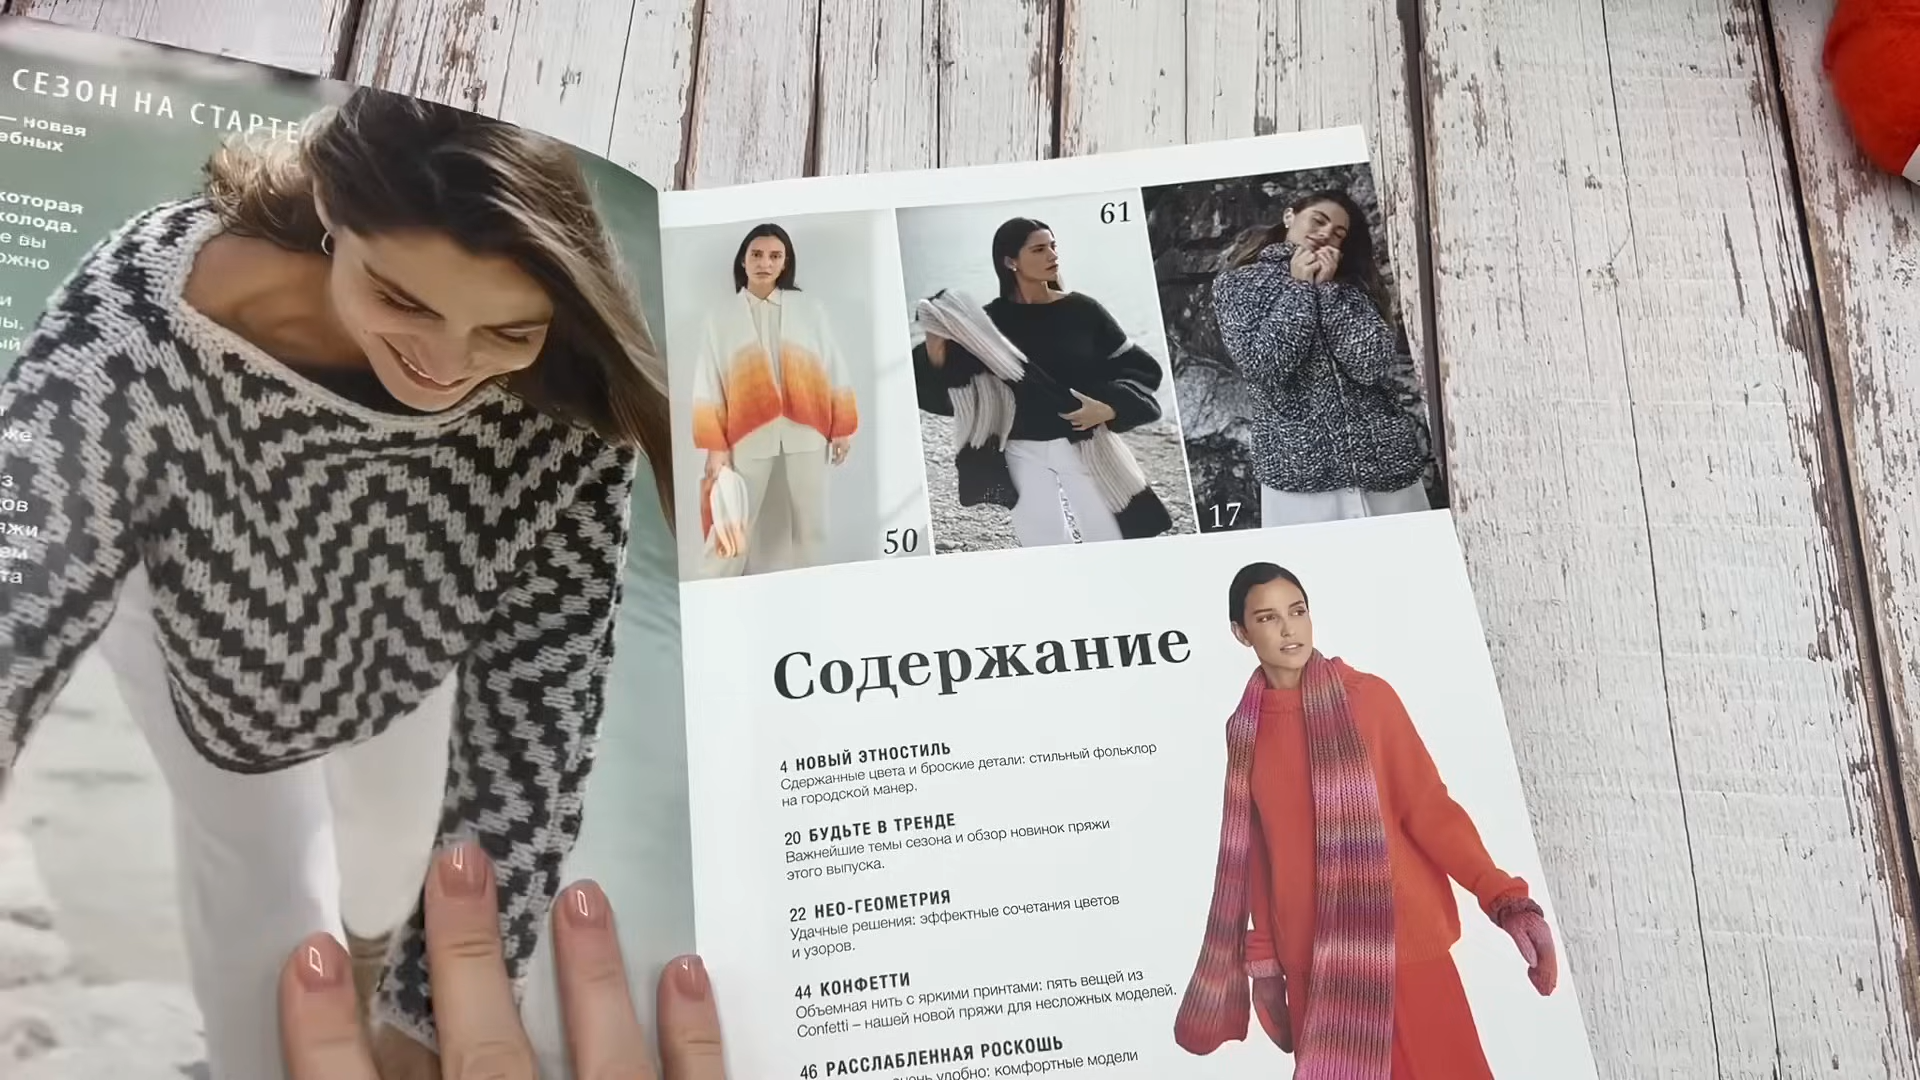 СЕЗОН НА СТАРТЕ
— новая
которая
холода.
вы
и
же
61
50
17
Содержание
4 НОВЫЙ ЭТНОСТИЛЬ
Сдержанные цвета и броские детали: стильный фольклор
на городской манер.
20 БУДЬТЕ В ТРЕНДЕ
Важнейшие темы сезона и обзор новинок пряжи
этого выпуска.
22 НЕО-ГЕОМЕТРИЯ
Удачные решения: эффектные сочетания цветов
и узоров.
44 КОНФЕТТИ
Объемная нить с яркими принтами: пять вещей из
Confetti – нашей новой пряжи для несложных моделей.
46 РАССЛАБЛЕННАЯ РОСКОШЬ
удобно: комфортные модели